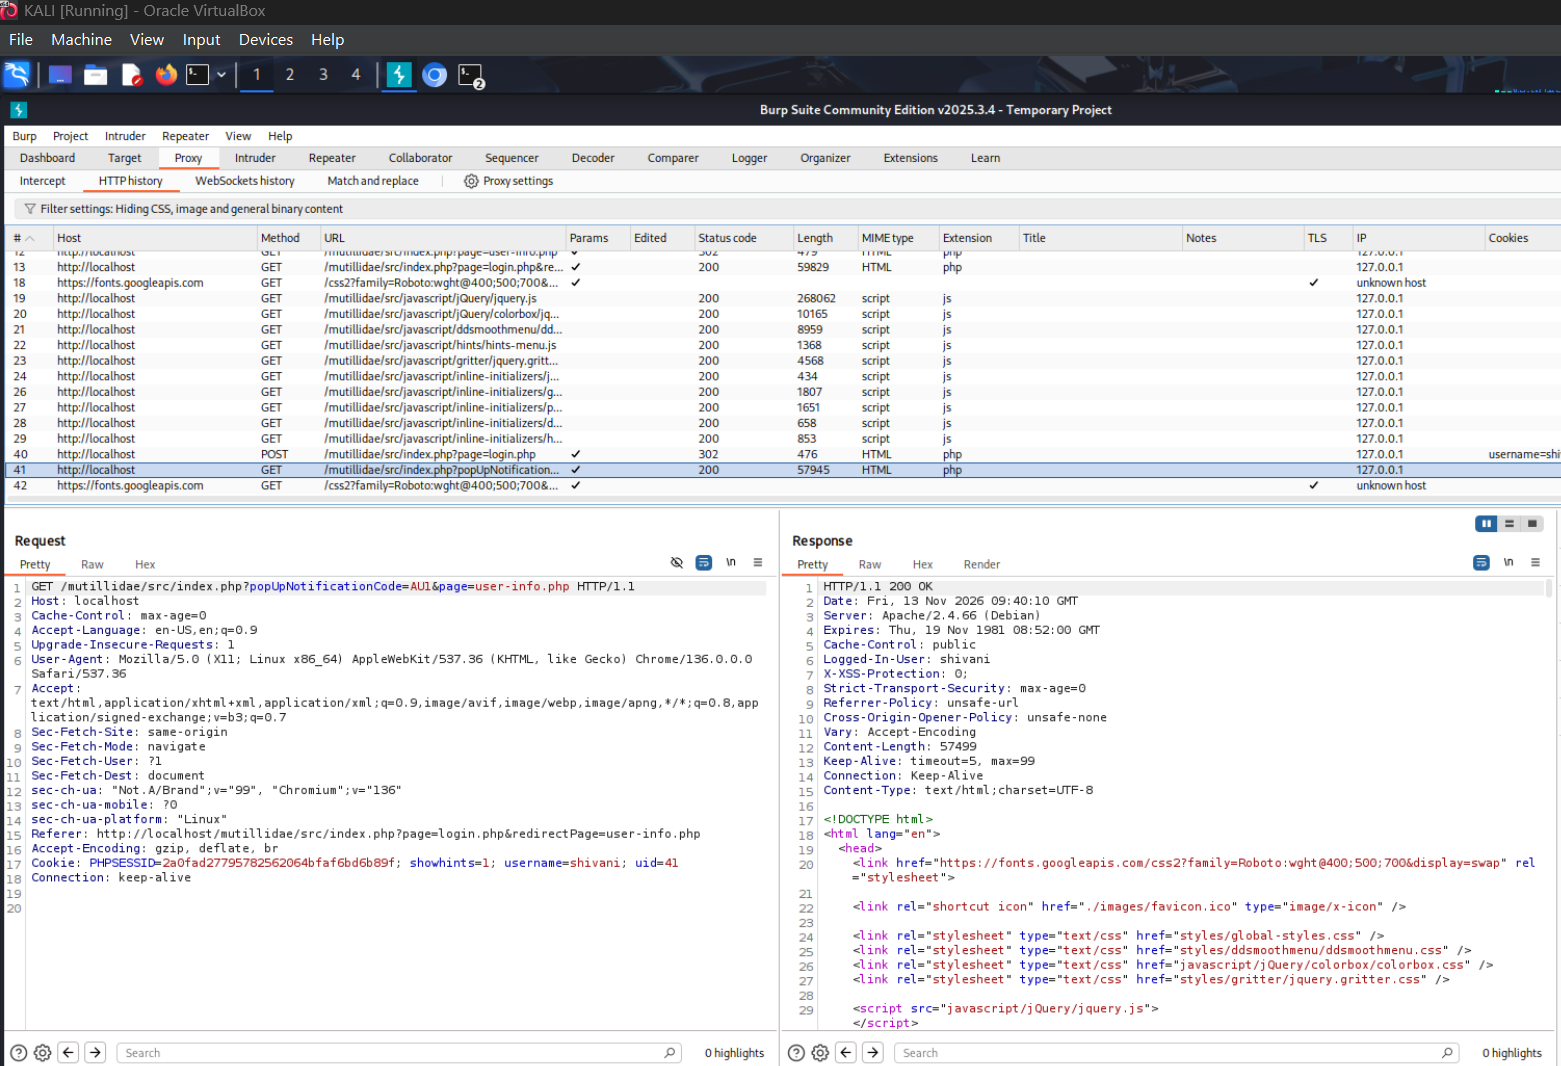 KALI [Running] - Oracle VirtualBox
File Machine View Input Devices Help
1 2 3 4 2
Burp Suite Community Edition v2025.3.4 - Temporary Project
Burp Project Intruder Repeater View Help
Dashboard Target Proxy Intruder Repeater Collaborator Sequencer Decoder Comparer Logger Organizer Extensions Learn
Intercept HTTP history WebSockets history Match and replace Proxy settings
Filter settings: Hiding CSS, image and general binary content
# Host Method URL Params Edited Status code Length MIME type Extension Title Notes TLS IP Cookies
12 http://localhost GET /mutillidae/src/index.php?page=user-info.php ✓ 302 479 HTML php 127.0.0.1
13 http://localhost GET /mutillidae/src/index.php?page=login.php&re... ✓ 200 59829 HTML php 127.0.0.1
18 https://fonts.googleapis.com GET /css2?family=Roboto:wght@400;500;700&... ✓ ✓ unknown host
19 http://localhost GET /mutillidae/src/javascript/jQuery/jquery.js 200 268062 script js 127.0.0.1
20 http://localhost GET /mutillidae/src/javascript/jQuery/colorbox/jq... 200 10165 script js 127.0.0.1
21 http://localhost GET /mutillidae/src/javascript/ddsmoothmenu/dd... 200 8959 script js 127.0.0.1
22 http://localhost GET /mutillidae/src/javascript/hints/hints-menu.js 200 1368 script js 127.0.0.1
23 http://localhost GET /mutillidae/src/javascript/gritter/jquery.gritt... 200 4568 script js 127.0.0.1
24 http://localhost GET /mutillidae/src/javascript/inline-initializers/j... 200 434 script js 127.0.0.1
26 http://localhost GET /mutillidae/src/javascript/inline-initializers/g... 200 1807 script js 127.0.0.1
27 http://localhost GET /mutillidae/src/javascript/inline-initializers/p... 200 1651 script js 127.0.0.1
28 http://localhost GET /mutillidae/src/javascript/inline-initializers/d... 200 658 script js 127.0.0.1
29 http://localhost GET /mutillidae/src/javascript/inline-initializers/h... 200 853 script js 127.0.0.1
40 http://localhost POST /mutillidae/src/index.php?page=login.php ✓ 302 476 HTML php 127.0.0.1 username=shi
41 http://localhost GET /mutillidae/src/index.php?popUpNotification... ✓ 200 57945 HTML php 127.0.0.1
42 https://fonts.googleapis.com GET /css2?family=Roboto:wght@400;500;700&... ✓ ✓ unknown host
Request
Pretty Raw Hex \n
1 GET /mutillidae/src/index.php?popUpNotificationCode=AU1&page=user-info.php HTTP/1.1
2 Host: localhost
3 Cache-Control: max-age=0
4 Accept-Language: en-US,en;q=0.9
5 Upgrade-Insecure-Requests: 1
6 User-Agent: Mozilla/5.0 (X11; Linux x86_64) AppleWebKit/537.36 (KHTML, like Gecko) Chrome/136.0.0.0
Safari/537.36
7 Accept:
text/html,application/xhtml+xml,application/xml;q=0.9,image/avif,image/webp,image/apng,*/*;q=0.8,app
lication/signed-exchange;v=b3;q=0.7
8 Sec-Fetch-Site: same-origin
9 Sec-Fetch-Mode: navigate
10 Sec-Fetch-User: ?1
11 Sec-Fetch-Dest: document
12 sec-ch-ua: "Not.A/Brand";v="99", "Chromium";v="136"
13 sec-ch-ua-mobile: ?0
14 sec-ch-ua-platform: "Linux"
15 Referer: http://localhost/mutillidae/src/index.php?page=login.php&redirectPage=user-info.php
16 Accept-Encoding: gzip, deflate, br
17 Cookie: PHPSESSID=2a0fad27795782562064bfaf6bd6b89f; showhints=1; username=shivani; uid=41
18 Connection: keep-alive
19
20
Search 0 highlights
Response
Pretty Raw Hex Render \n
1 HTTP/1.1 200 OK
2 Date: Fri, 13 Nov 2026 09:40:10 GMT
3 Server: Apache/2.4.66 (Debian)
4 Expires: Thu, 19 Nov 1981 08:52:00 GMT
5 Cache-Control: public
6 Logged-In-User: shivani
7 X-XSS-Protection: 0;
8 Strict-Transport-Security: max-age=0
9 Referrer-Policy: unsafe-url
10 Cross-Origin-Opener-Policy: unsafe-none
11 Vary: Accept-Encoding
12 Content-Length: 57499
13 Keep-Alive: timeout=5, max=99
14 Connection: Keep-Alive
15 Content-Type: text/html;charset=UTF-8
16
17 <!DOCTYPE html>
18 <html lang="en">
19 <head>
20 <link href="https://fonts.googleapis.com/css2?family=Roboto:wght@400;500;700&display=swap" rel
="stylesheet">
21
22 <link rel="shortcut icon" href="./images/favicon.ico" type="image/x-icon" />
23
24 <link rel="stylesheet" type="text/css" href="styles/global-styles.css" />
25 <link rel="stylesheet" type="text/css" href="styles/ddsmoothmenu.css" />
26 <link rel="stylesheet" type="text/css" href="javascript/jQuery/colorbox/colorbox.css" />
27 <link rel="stylesheet" type="text/css" href="styles/gritter/jquery.gritter.css" />
28
29 <script src="javascript/jQuery/jquery.js">
</script>
Search 0 highlights